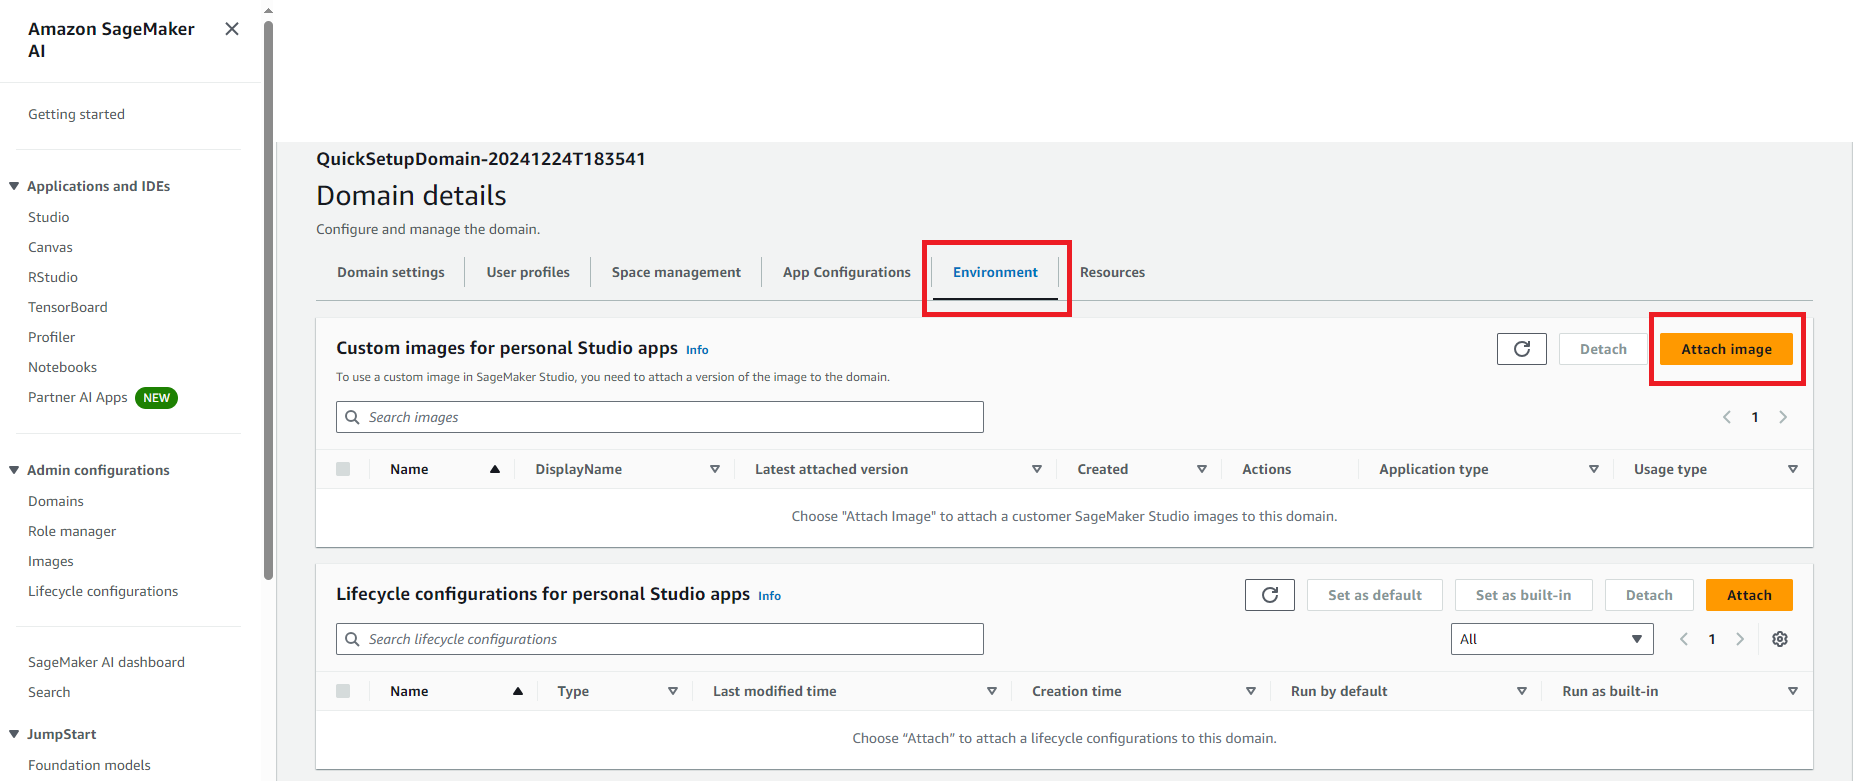 Amazon SageMaker
AI
Getting started
Applications and IDEs
Studio
Canvas
RStudio
TensorBoard
Profiler
Notebooks
Partner AI Apps NEW
Admin configurations
Domains
Role manager
Images
Lifecycle configurations
SageMaker AI dashboard
Search
JumpStart
Foundation models
QuickSetupDomain-20241224T183541
Domain details
Configure and manage the domain.
Domain settings User profiles Space management App Configurations Environment Resources
Custom images for personal Studio apps Info Detach Attach image
To use a custom image in SageMaker Studio, you need to attach a version of the image to the domain.
Search images 1
Name DisplayName Latest attached version Created Actions Application type Usage type
Choose "Attach Image" to attach a customer SageMaker Studio images to this domain.
Lifecycle configurations for personal Studio apps Info Set as default Set as built-in Detach Attach
Search lifecycle configurations All 1
Name Type Last modified time Creation time Run by default Run as built-in
Choose “Attach” to attach a lifecycle configurations to this domain.